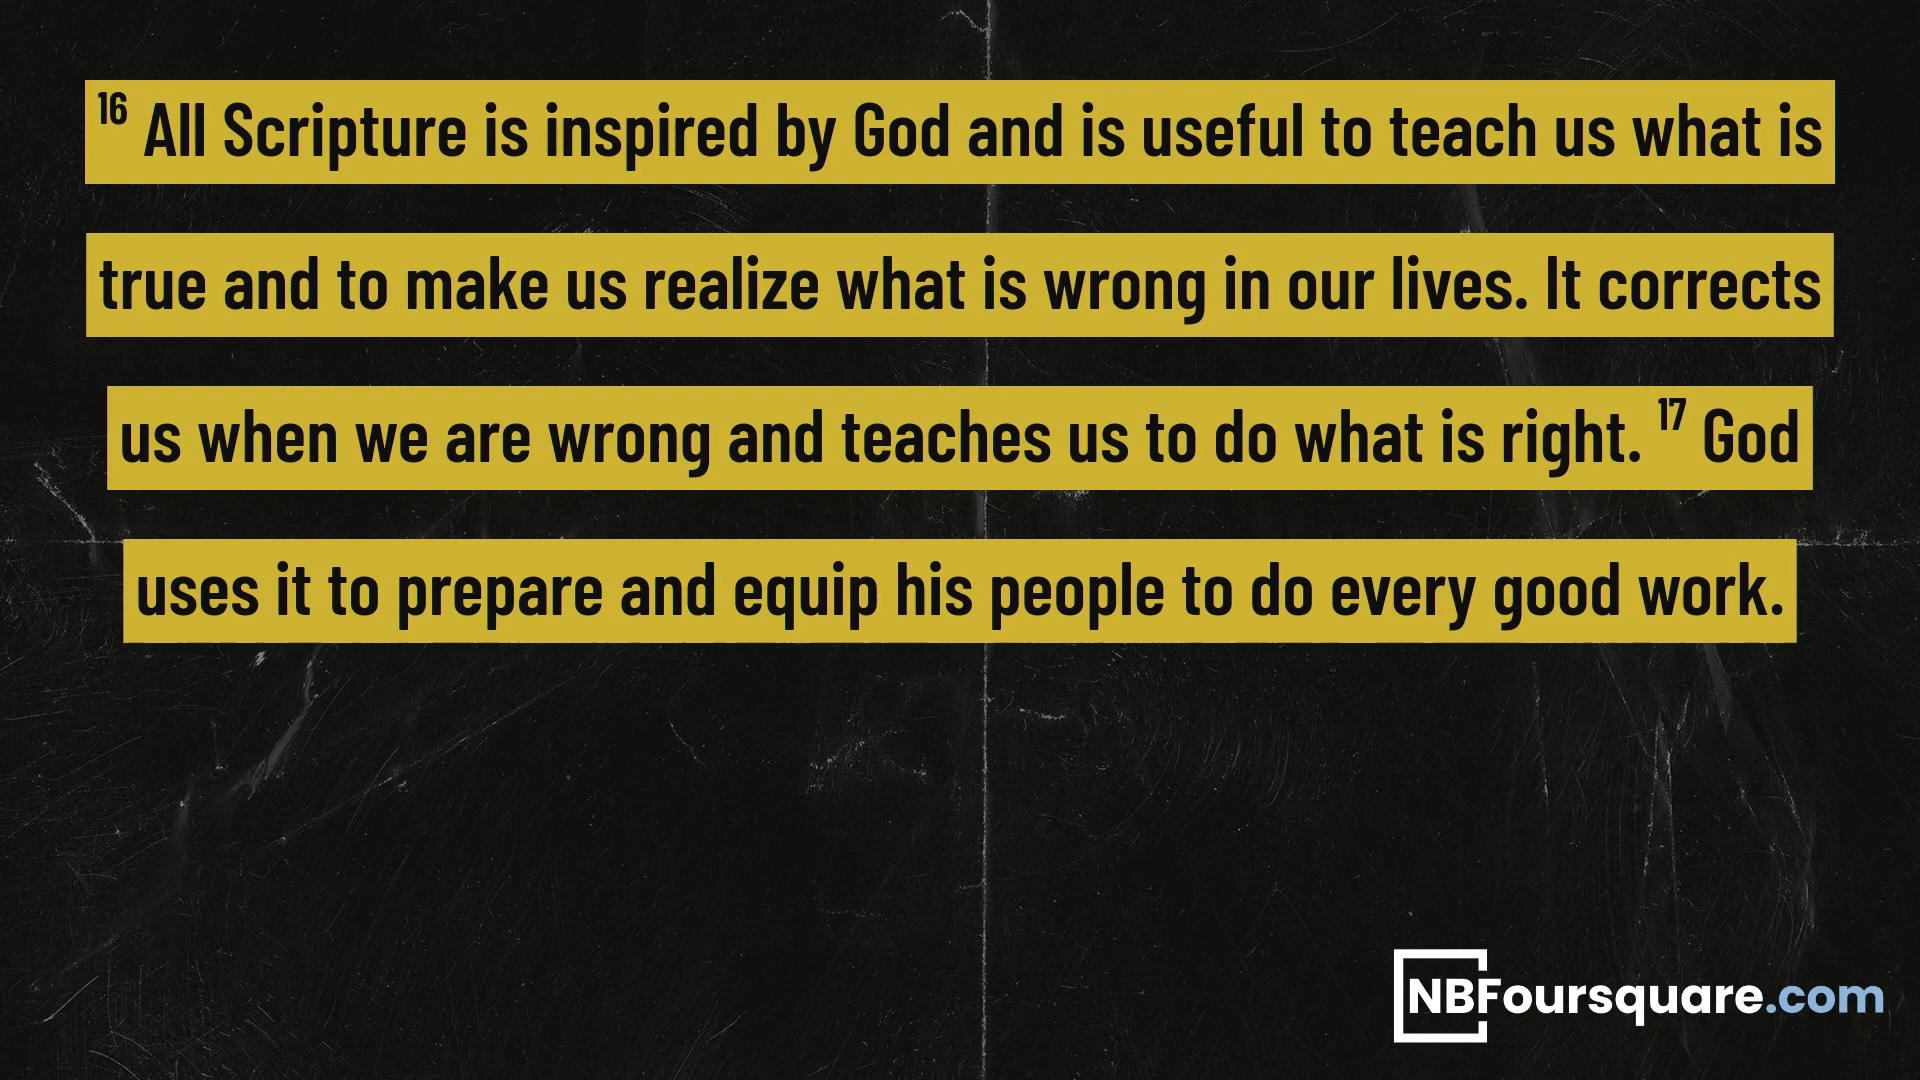 16 All Scripture is inspired by God and is useful to teach us what is
true and to make us realize what is wrong in our lives. It corrects
us when we are wrong and teaches us to do what is right. 17 God
uses it to prepare and equip his people to do every good work.
NBFoursquare.com